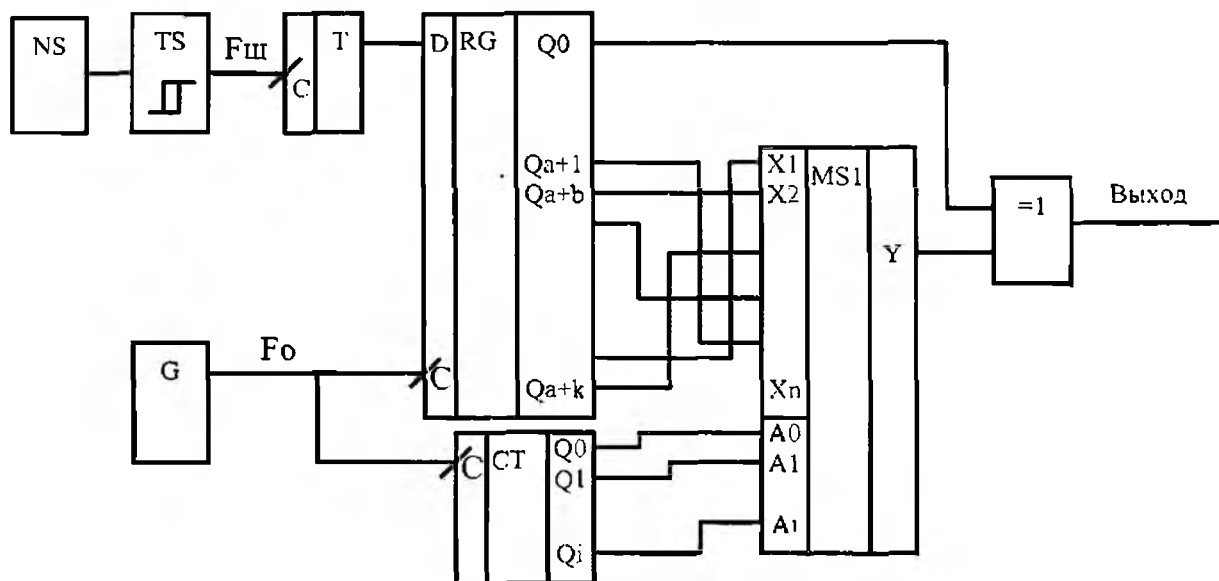 NS
TS
Fш
C
T
D
RG
Q0
Qa+1
Qa+b
Qa+k
C
X1
X2
Xn
MS1
Y
A0
A1
Ai
=1
Выход
G
Fo
C
CT
Q0
Q1
Qi